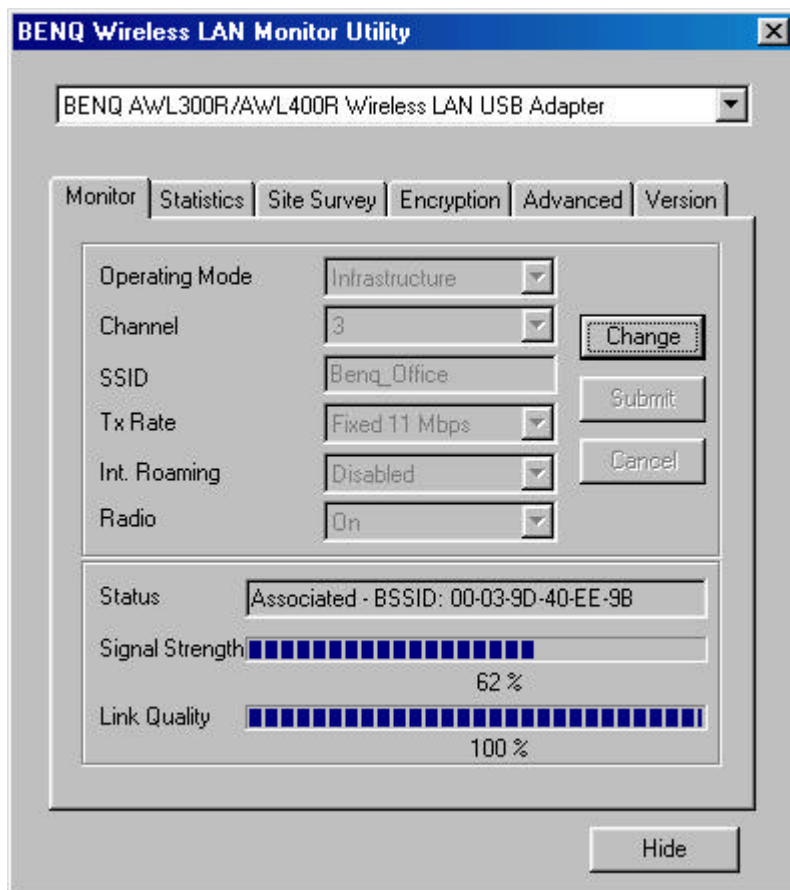 BENQ Wireless LAN Monitor Utility
BENQ AWL300R/AWL400R Wireless LAN USB Adapter
Monitor Statistics Site Survey Encryption Advanced Version
Operating Mode Infrastructure
Channel 3
Change
SSID Benq_Office
Submit
Tx Rate Fixed 11 Mbps
Int. Roaming Disabled
Cancel
Radio On
Status Associated - BSSID: 00-03-9D-40-EE-9B
Signal Strength
62 %
Link Quality
100 %
Hide